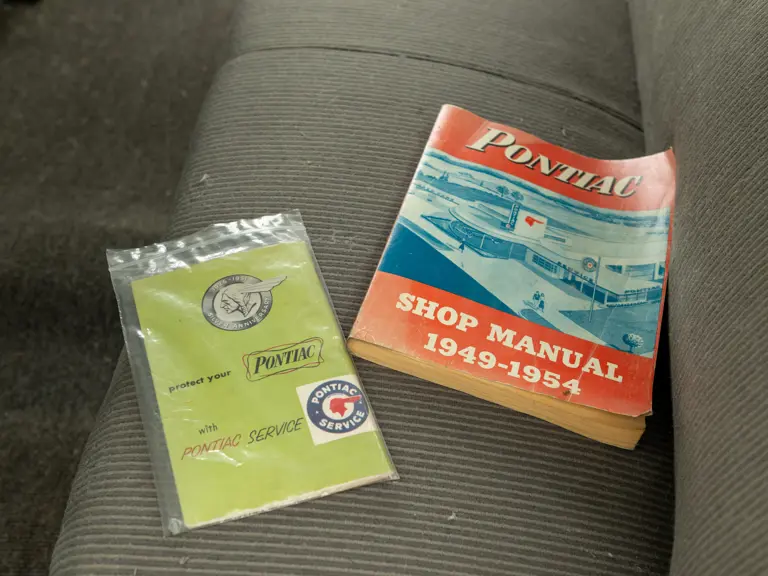 PONTIAC
SHOP MANUAL
1949-1954
protect your
PONTIAC
with
PONTIAC SERVICE
PONTIAC
SERVICE